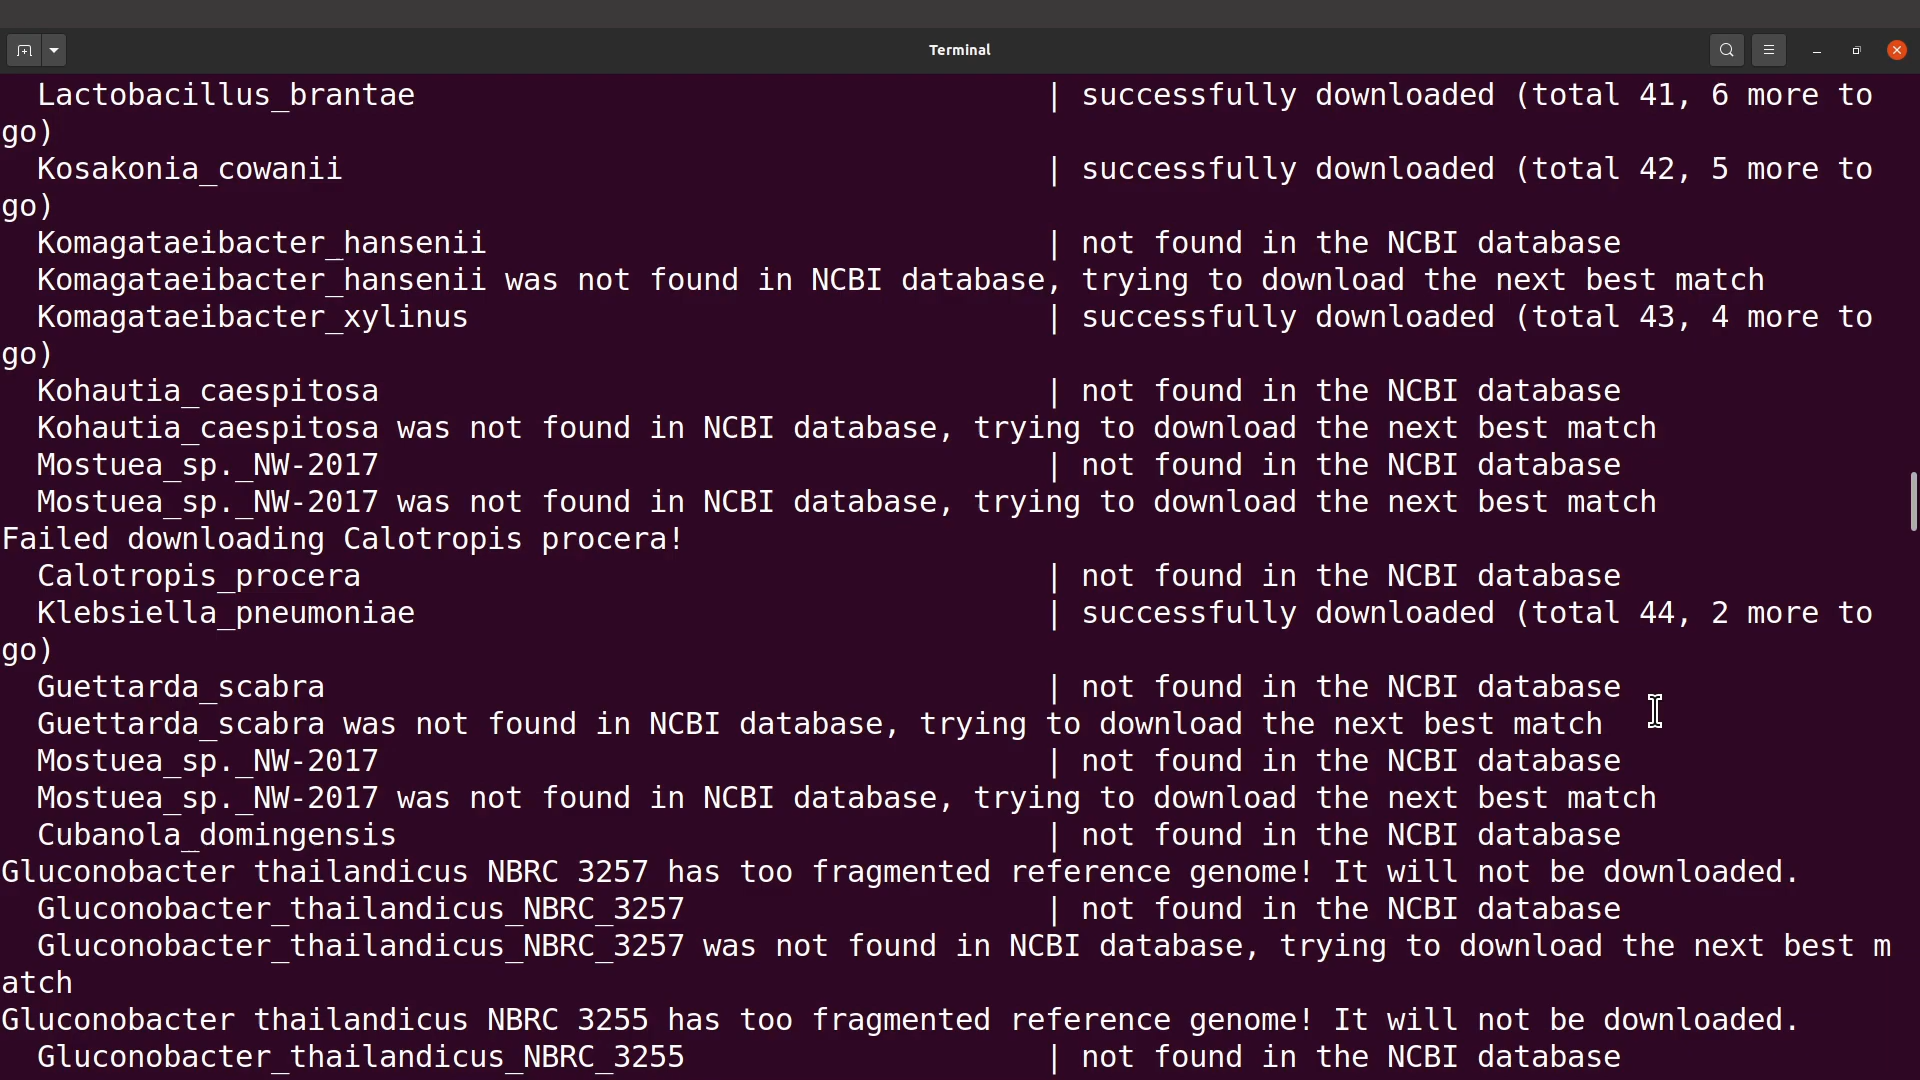 Terminal
Lactobacillus_brantae | successfully downloaded (total 41, 6 more to
go)
Kosakonia_cowanii | successfully downloaded (total 42, 5 more to
go)
Komagataeibacter_hansenii | not found in the NCBI database
Komagataeibacter_hansenii was not found in NCBI database, trying to download the next best match
Komagataeibacter_xylinus | successfully downloaded (total 43, 4 more to
go)
Kohautia_caespitosa | not found in the NCBI database
Kohautia_caespitosa was not found in NCBI database, trying to download the next best match
Mostuea_sp._NW-2017 | not found in the NCBI database
Mostuea_sp._NW-2017 was not found in NCBI database, trying to download the next best match
Failed downloading Calotropis procera!
Calotropis_procera | not found in the NCBI database
Klebsiella_pneumoniae | successfully downloaded (total 44, 2 more to
go)
Guettarda_scabra | not found in the NCBI database
Guettarda_scabra was not found in NCBI database, trying to download the next best match
Mostuea_sp._NW-2017 | not found in the NCBI database
Mostuea_sp._NW-2017 was not found in NCBI database, trying to download the next best match
Cubanola_domingensis | not found in the NCBI database
Gluconobacter thailandicus NBRC 3257 has too fragmented reference genome! It will not be downloaded.
Gluconobacter_thailandicus_NBRC_3257 | not found in the NCBI database
Gluconobacter_thailandicus_NBRC_3257 was not found in NCBI database, trying to download the next best m
atch
Gluconobacter thailandicus NBRC 3255 has too fragmented reference genome! It will not be downloaded.
Gluconobacter_thailandicus_NBRC_3255 | not found in the NCBI database